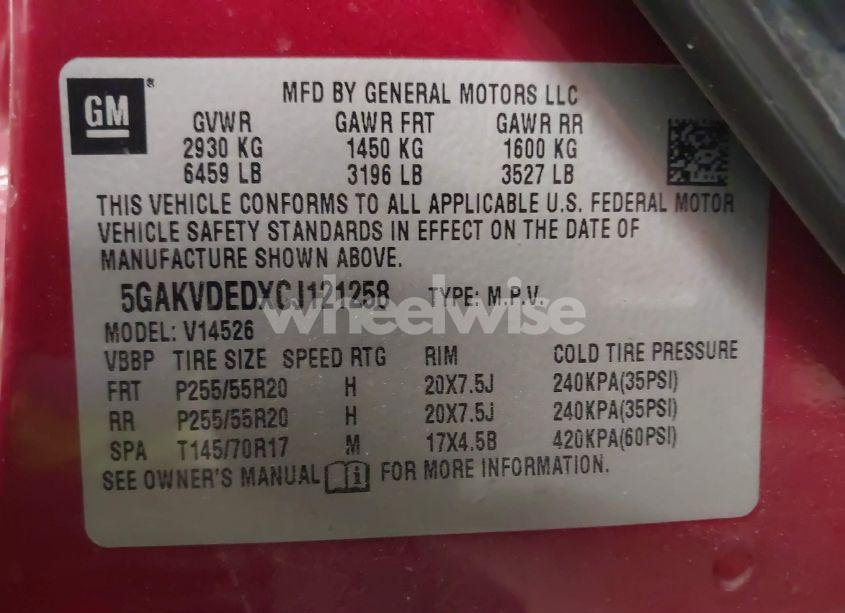 GM ®
MFD BY GENERAL MOTORS LLC
GVWR GAWR FRT GAWR RR
2930 KG 1450 KG 1600 KG
6459 LB 3196 LB 3527 LB
THIS VEHICLE CONFORMS TO ALL APPLICABLE U.S. FEDERAL MOTOR
VEHICLE SAFETY STANDARDS IN EFFECT ON THE DATE OF
MANUFACTURE SHOWN ABOVE.
5GAKVDEDXCJ121258 TYPE: M.P.V.
wheelwise
MODEL: V14526
VBBP TIRE SIZE SPEED RTG RIM COLD TIRE PRESSURE
FRT P255/55R20 H 20X7.5J 240KPA(35PSI)
RR P255/55R20 H 20X7.5J 240KPA(35PSI)
SPA T145/70R17 M 17X4.5B 420KPA(60PSI)
SEE OWNER'S MANUAL i FOR MORE INFORMATION.